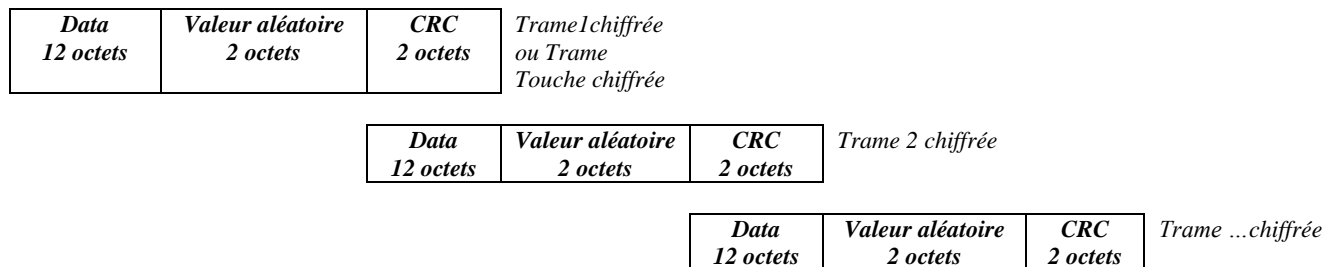 Data Valeur aléatoire CRC Trame1chiffrée
12 octets 2 octets 2 octets ou Trame
Touche chiffrée
Data Valeur aléatoire CRC Trame 2 chiffrée
12 octets 2 octets 2 octets
Data Valeur aléatoire CRC Trame …chiffrée
12 octets 2 octets 2 octets